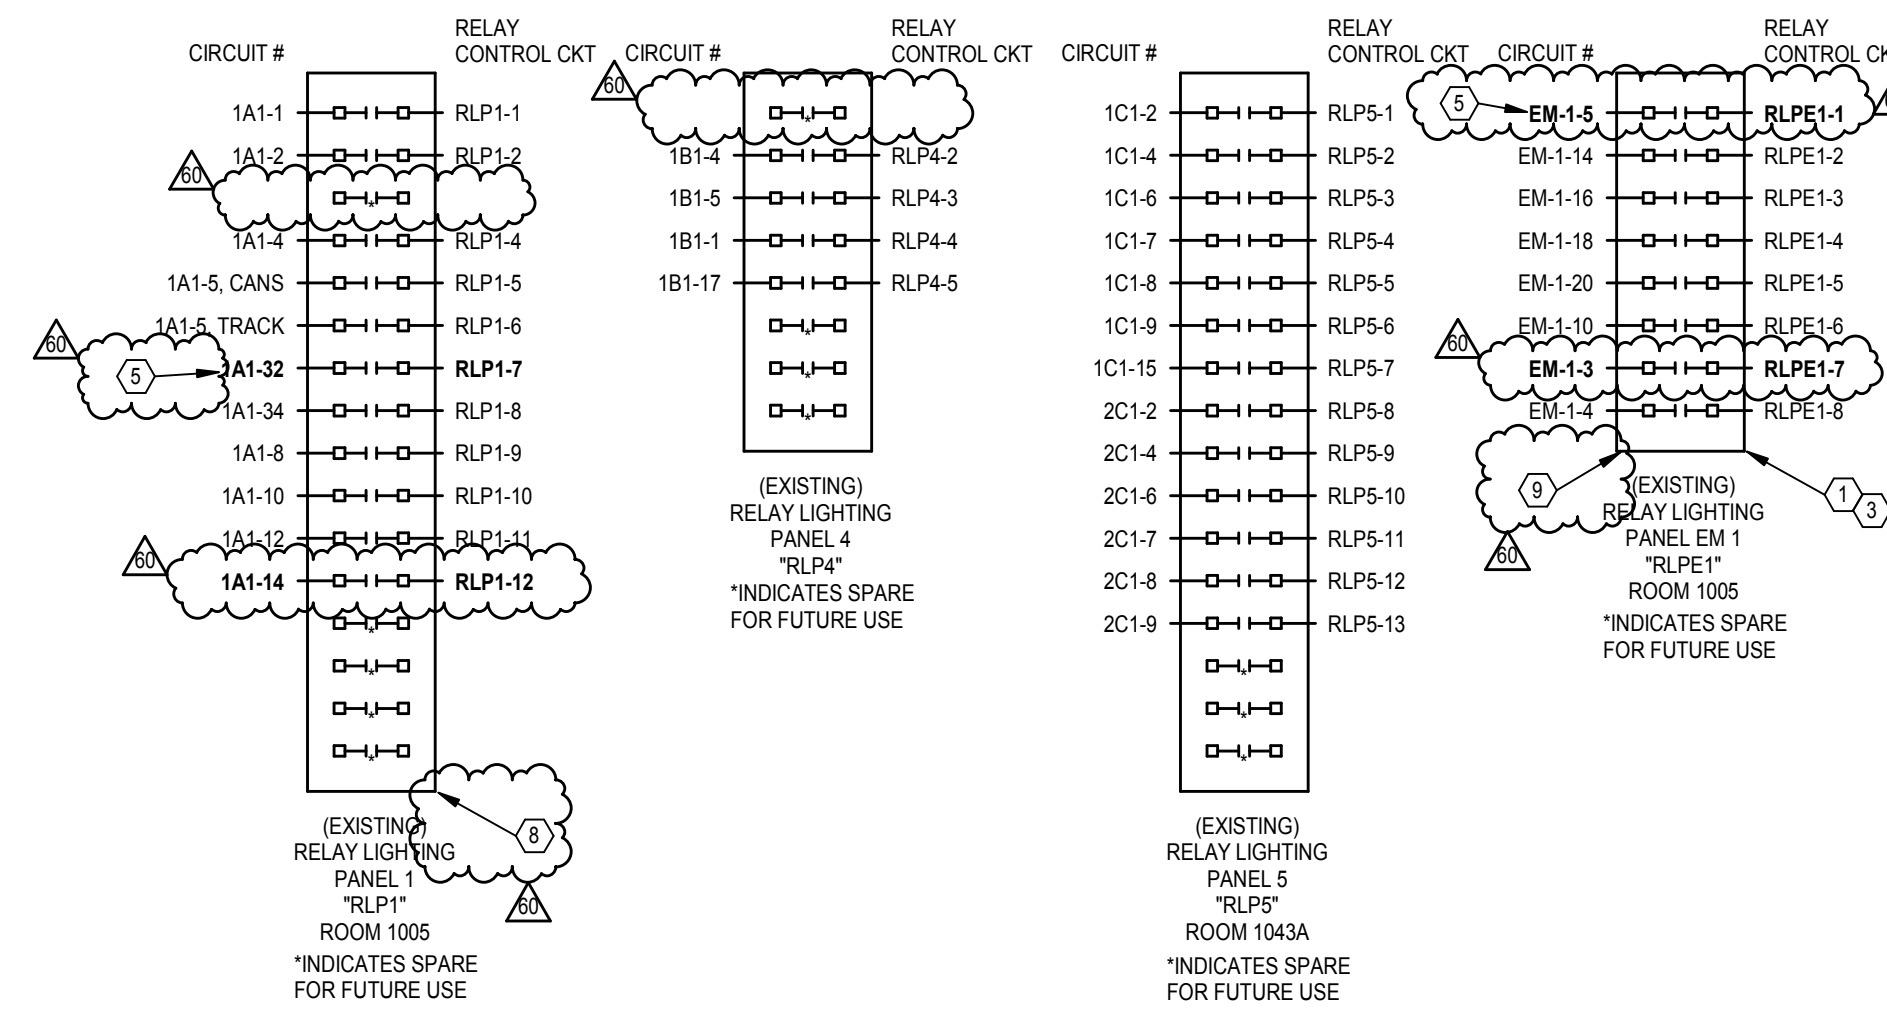 CIRCUIT #
RELAY
CONTROL CKT
60
1A1-1 RLP1-1
1A1-2 RLP1-2
*
1A1-4 RLP1-4
1A1-5, CANS RLP1-5
1A1-5, TRACK RLP1-6
60
5
1A1-32 RLP1-7
1A1-34 RLP1-8
1A1-8 RLP1-9
1A1-10 RLP1-10
1A1-12 RLP1-11
60
1A1-14 RLP1-12
*
*
*
*
8
60
(EXISTING)
RELAY LIGHTING
PANEL 1
"RLP1"
ROOM 1005
*INDICATES SPARE
FOR FUTURE USE
CIRCUIT #
RELAY
CONTROL CKT
60
*
1B1-4 RLP4-2
1B1-5 RLP4-3
1B1-1 RLP4-4
1B1-17 RLP4-5
*
*
*
(EXISTING)
RELAY LIGHTING
PANEL 4
"RLP4"
*INDICATES SPARE
FOR FUTURE USE
CIRCUIT #
RELAY
CONTROL CKT
1C1-2 RLP5-1
1C1-4 RLP5-2
1C1-6 RLP5-3
1C1-7 RLP5-4
1C1-8 RLP5-5
1C1-9 RLP5-6
1C1-15 RLP5-7
2C1-2 RLP5-8
2C1-4 RLP5-9
2C1-6 RLP5-10
2C1-7 RLP5-11
2C1-8 RLP5-12
2C1-9 RLP5-13
*
*
*
(EXISTING)
RELAY LIGHTING
PANEL 5
"RLP5"
ROOM 1043A
*INDICATES SPARE
FOR FUTURE USE
CIRCUIT #
RELAY
CONTROL
5
EM-1-5 RLPE1-1
EM-1-14 RLPE1-2
EM-1-16 RLPE1-3
EM-1-18 RLPE1-4
EM-1-20 RLPE1-5
EM-1-10 RLPE1-6
60
EM-1-3 RLPE1-7
EM-1-4 RLPE1-8
9
60
1
3
(EXISTING)
RELAY LIGHTING
PANEL EM 1
"RLPE1"
ROOM 1005
*INDICATES SPARE
FOR FUTURE USE